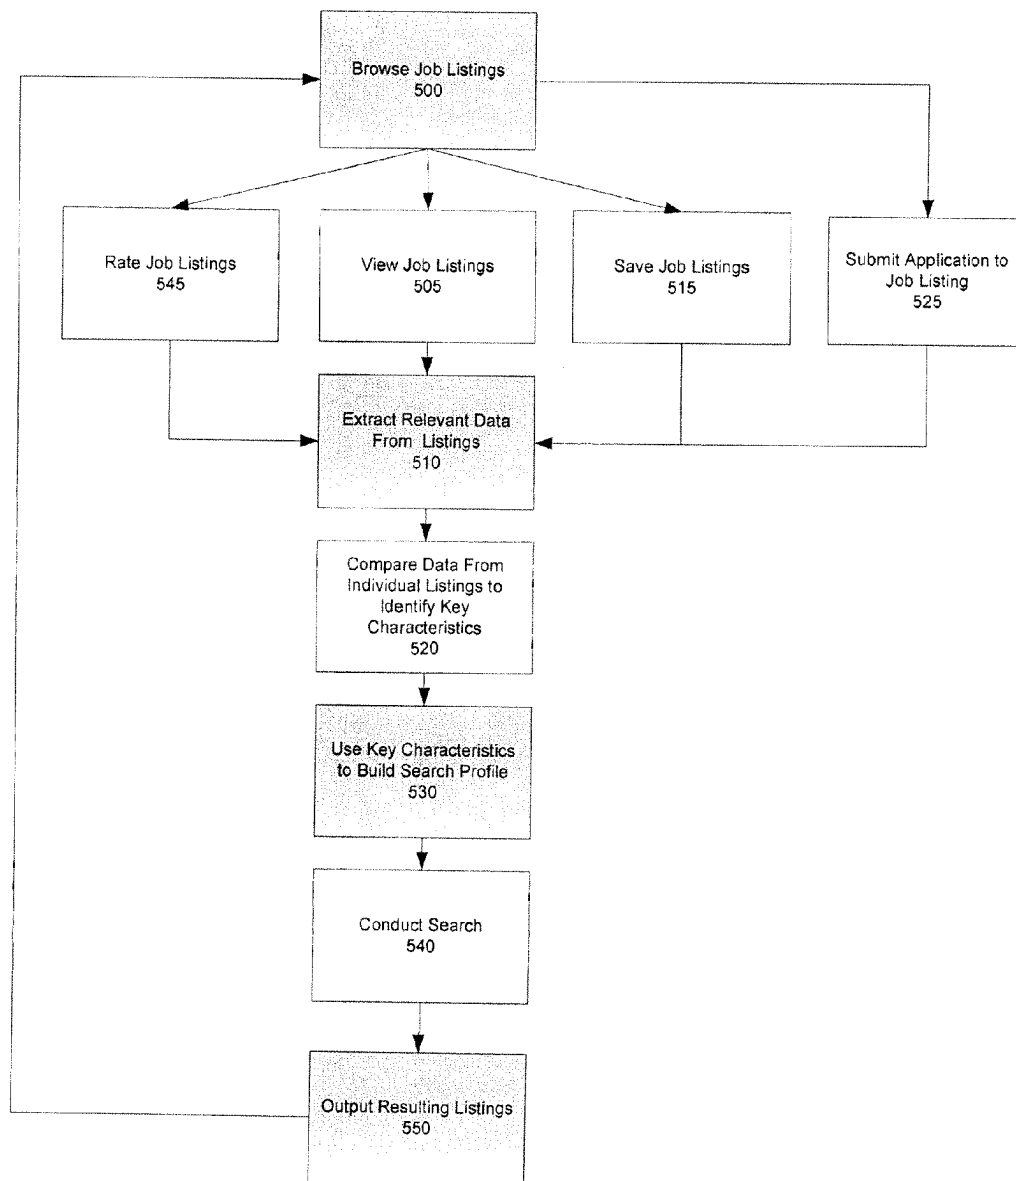 Browse Job Listings
500
Rate Job Listings
545
View Job Listings
505
Save Job Listings
515
Submit Application to
Job Listing
525
Extract Relevant Data
From Listings
510
Compare Data From
Individual Listings to
Identify Key
Characteristics
520
Use Key Characteristics
to Build Search Profile
530
Conduct Search
540
Output Resulting Listings
550